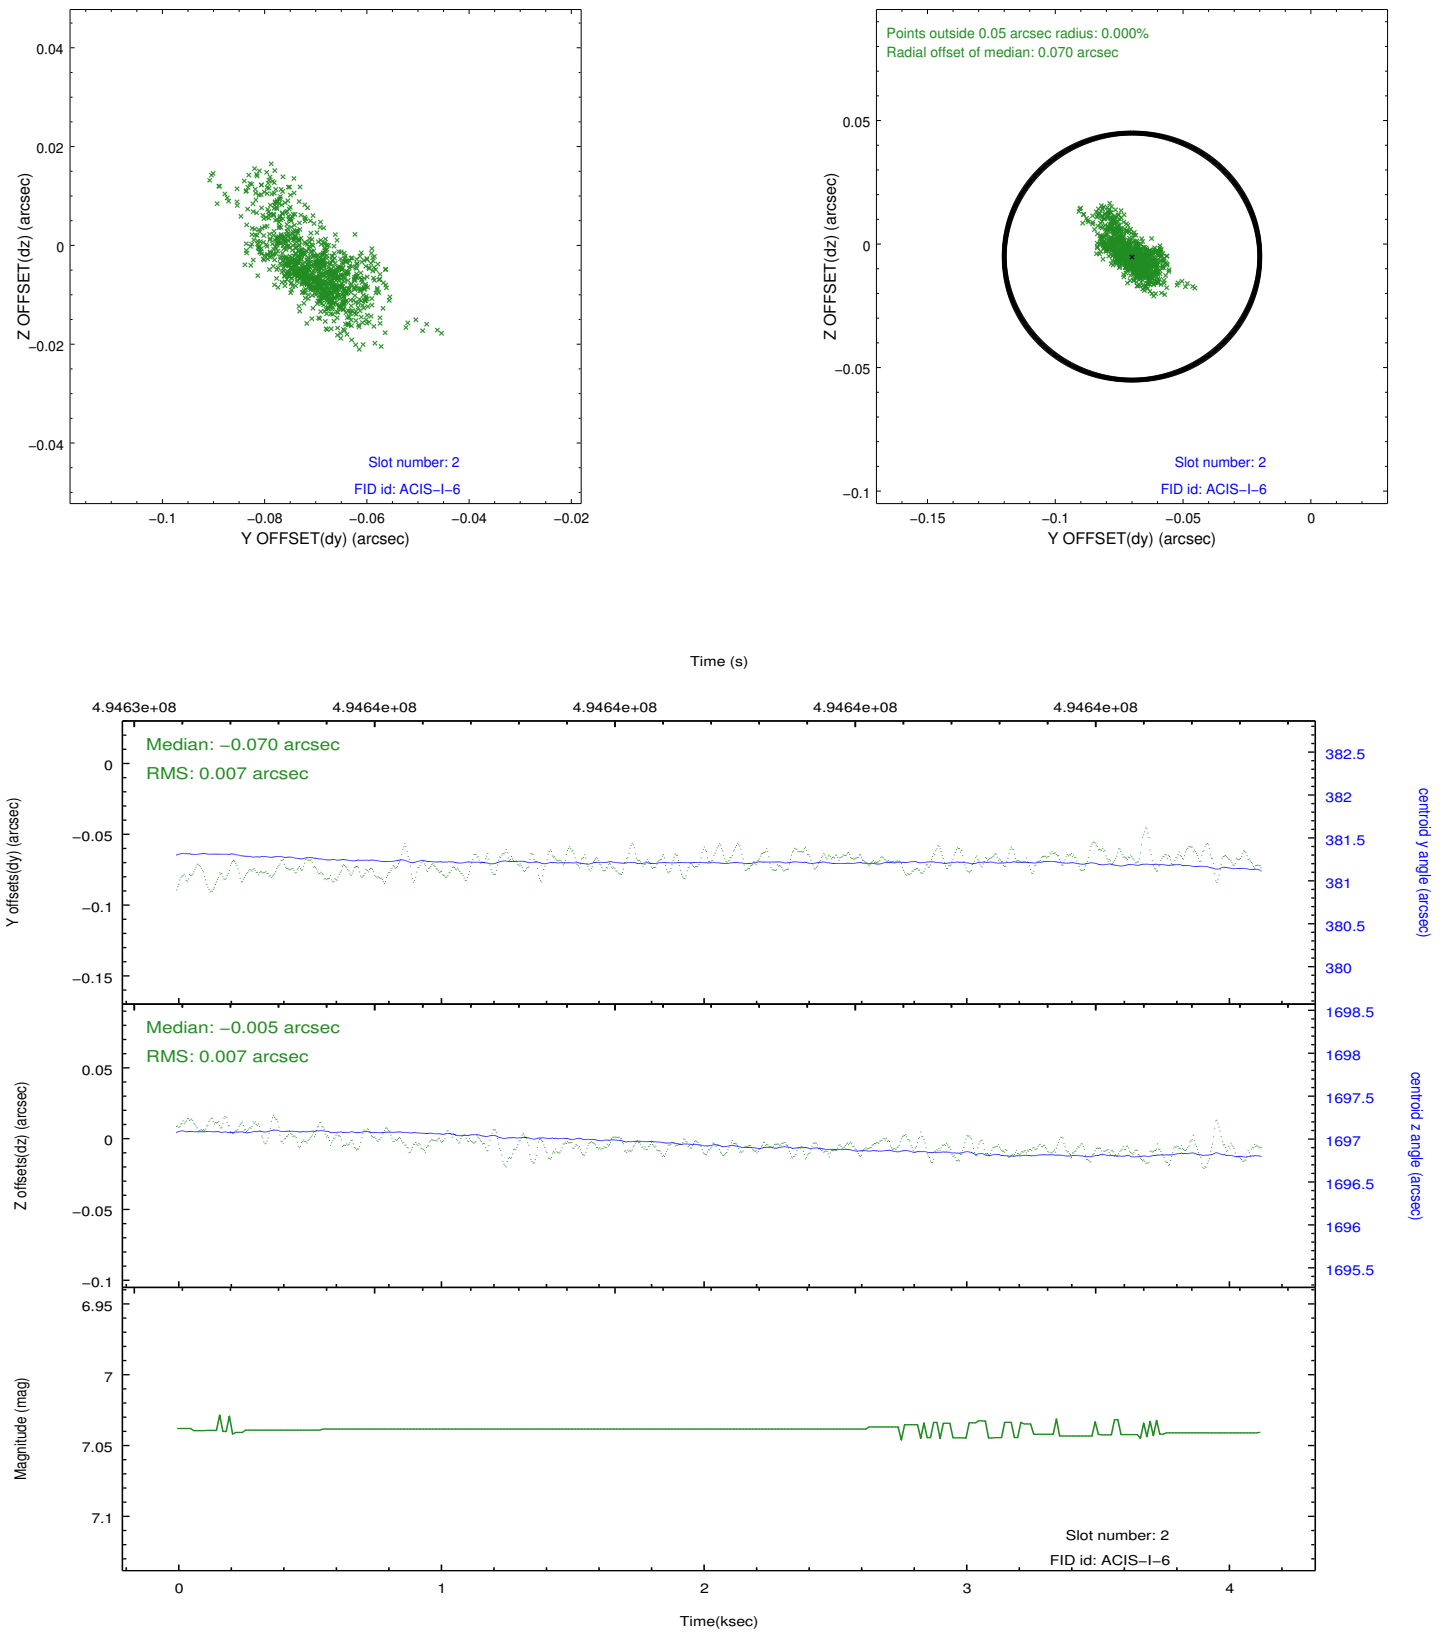 0.04
0.02
0
−0.02
−0.04
Z OFFSET(dz) (arcsec)
Slot number: 2
FID id: ACIS−I−6
−0.1
−0.08
−0.06
−0.04
−0.02
Y OFFSET(dy) (arcsec)
Points outside 0.05 arcsec radius: 0.000%
Radial offset of median: 0.070 arcsec
0.05
0
−0.05
−0.1
Z OFFSET(dz) (arcsec)
Slot number: 2
FID id: ACIS−I−6
−0.15
−0.1
−0.05
0
Y OFFSET(dy) (arcsec)
Time (s)
4.9463e+08
4.9464e+08
4.9464e+08
4.9464e+08
4.9464e+08
Median: −0.070 arcsec
RMS: 0.007 arcsec
0
−0.05
−0.1
−0.15
Y offsets(dy) (arcsec)
382.5
382
381.5
381
380.5
380
centroid y angle (arcsec)
Median: −0.005 arcsec
RMS: 0.007 arcsec
0.05
0
−0.05
−0.1
Z offsets(dz) (arcsec)
1698.5
1698
1697.5
1697
1696.5
1696
1695.5
centroid z angle (arcsec)
6.95
7
7.05
7.1
Magnitude (mag)
Slot number: 2
FID id: ACIS−I−6
0
1
2
3
4
Time(ksec)